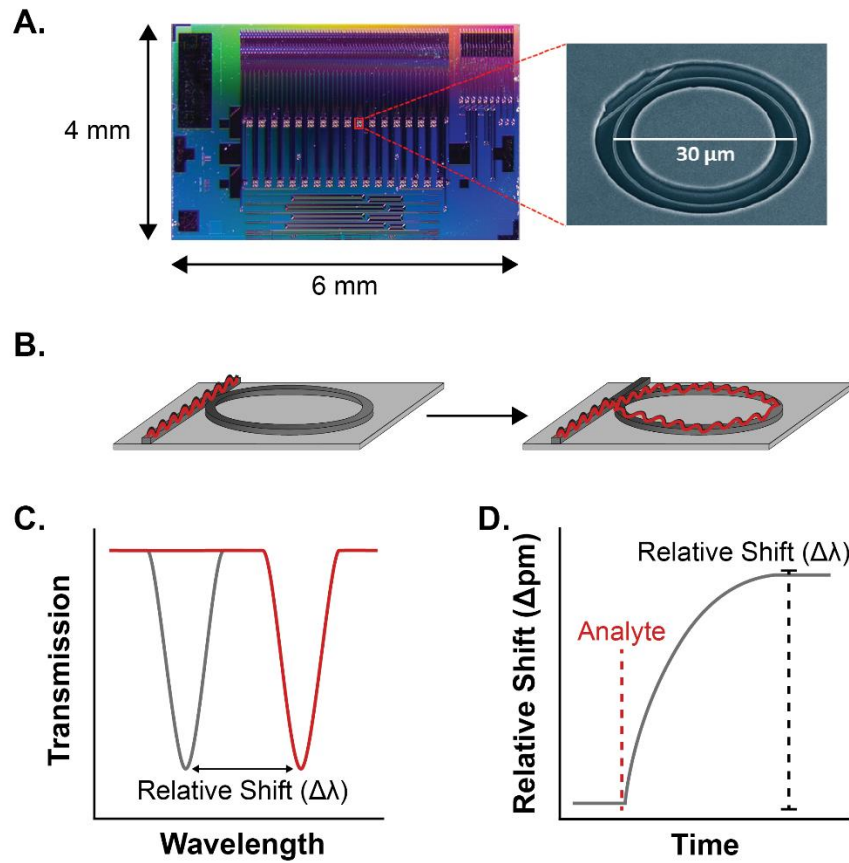 A.
4 mm
30 µm
6 mm
B.
C.
Transmission
Relative Shift (Δλ)
Wavelength
D.
Relative Shift (Δpm)
Relative Shift (Δλ)
Analyte
Time